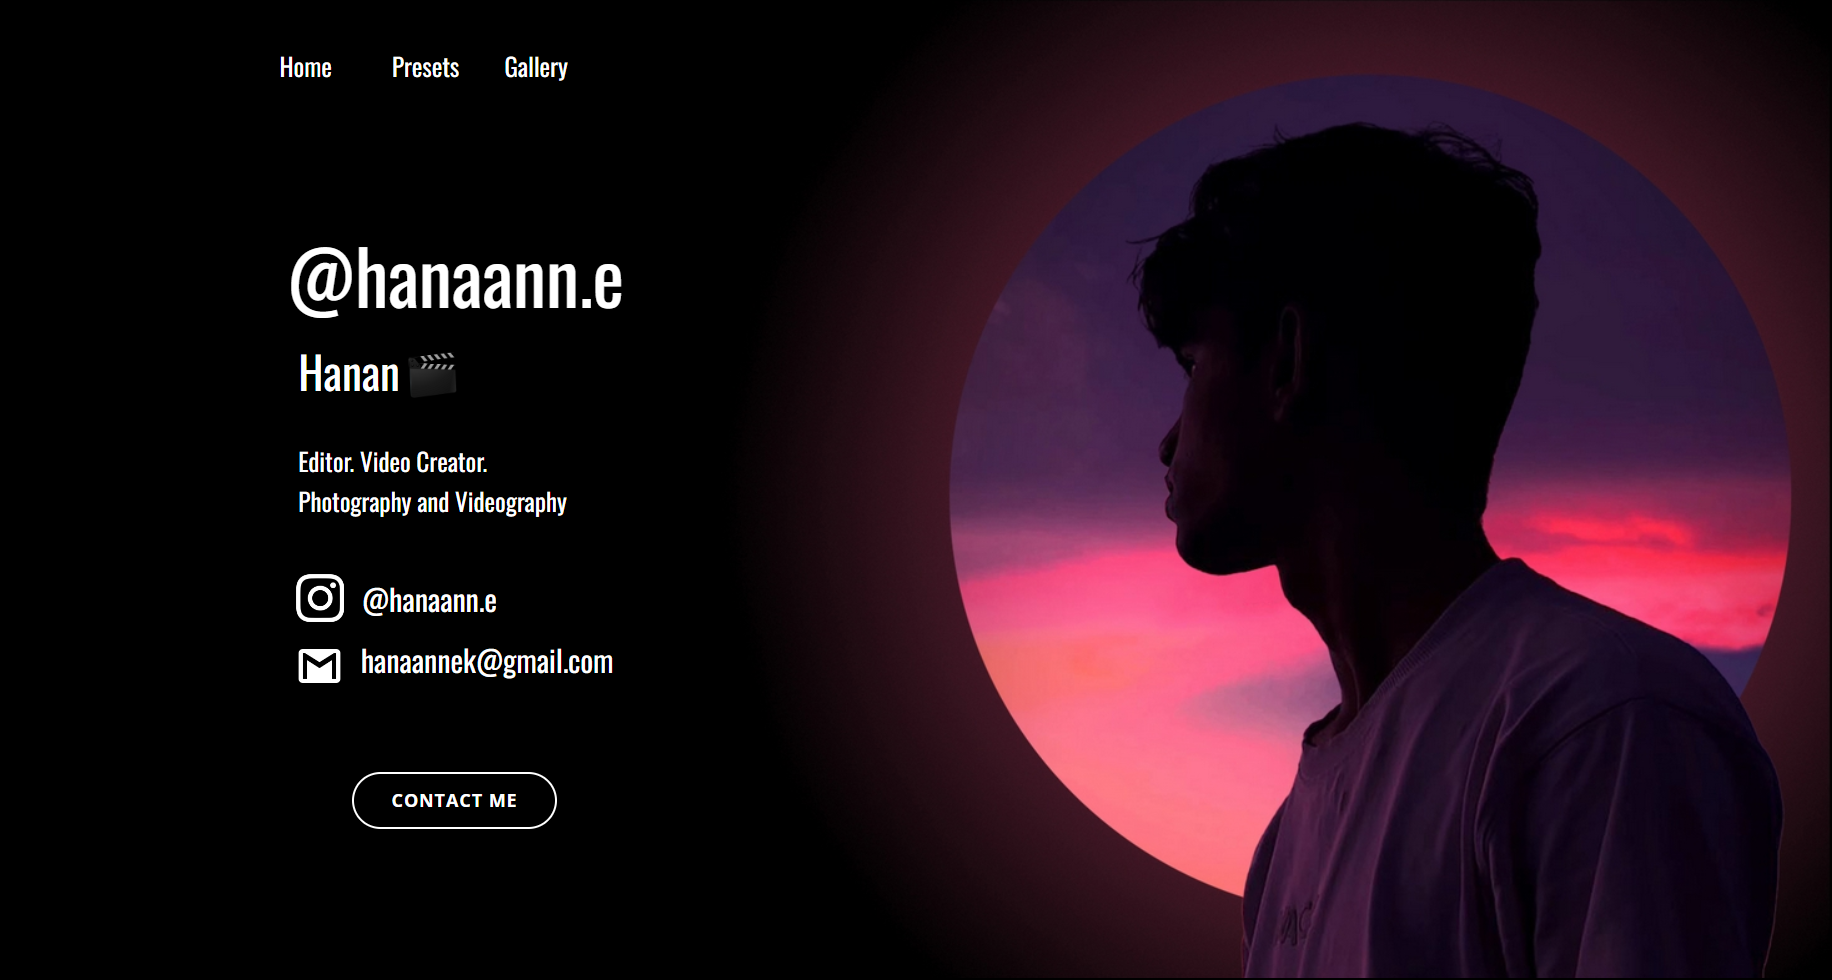 Home Presets Gallery
@hanaann.e
Hanan 🎬
Editor. Video Creator.
Photography and Videography
@hanaann.e
hanaannek@gmail.com
CONTACT ME